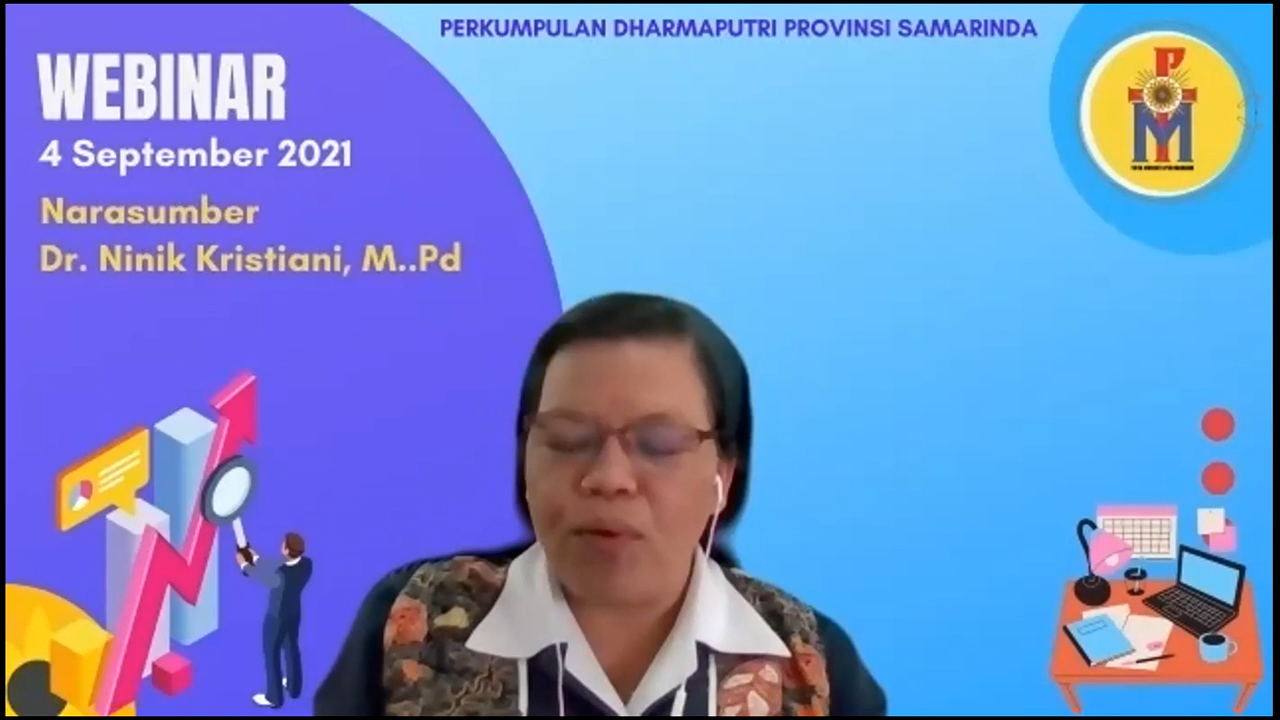 PERKUMPULAN DHARMAPUTRI PROVINSI SAMARINDA
WEBINAR
4 September 2021
Narasumber
Dr. Ninik Kristiani, M..Pd
P
M